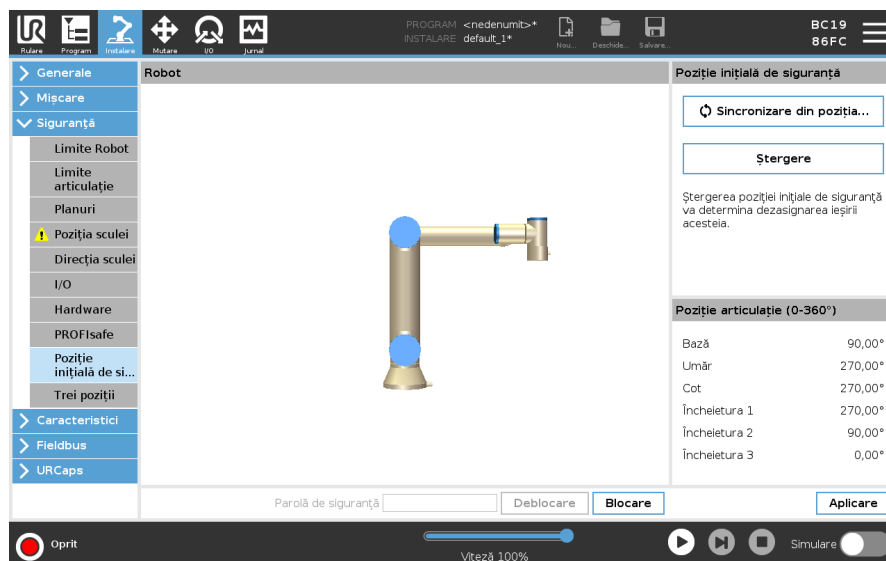 PROGRAM <nedenumit>*
INSTALARE default_1*
Rulare
Program
Instalare
Mutare
I/O
Jurnal
Nou...
Deschide...
Salvare...
BC19
86FC
Generale
Mișcare
Siguranță
Limite Robot
Limite
articulație
Planuri
Poziția sculei
Direcția sculei
I/O
Hardware
PROFIsafe
Poziție
inițială de si...
Trei poziții
Caracteristici
Fieldbus
URCaps
Robot
Poziție inițială de siguranță
Sincronizare din poziția...
Ștergere
Ștergerea poziției inițiale de siguranță
va determina dezasignarea ieșirii
acesteia.
Poziție articulație (0-360°)
Bază 90,00°
Umăr 270,00°
Cot 270,00°
Încheietura 1 270,00°
Încheietura 2 90,00°
Încheietura 3 0,00°
Parolă de siguranță
Deblocare
Blocare
Aplicare
Oprit
Viteză 100%
Simulare